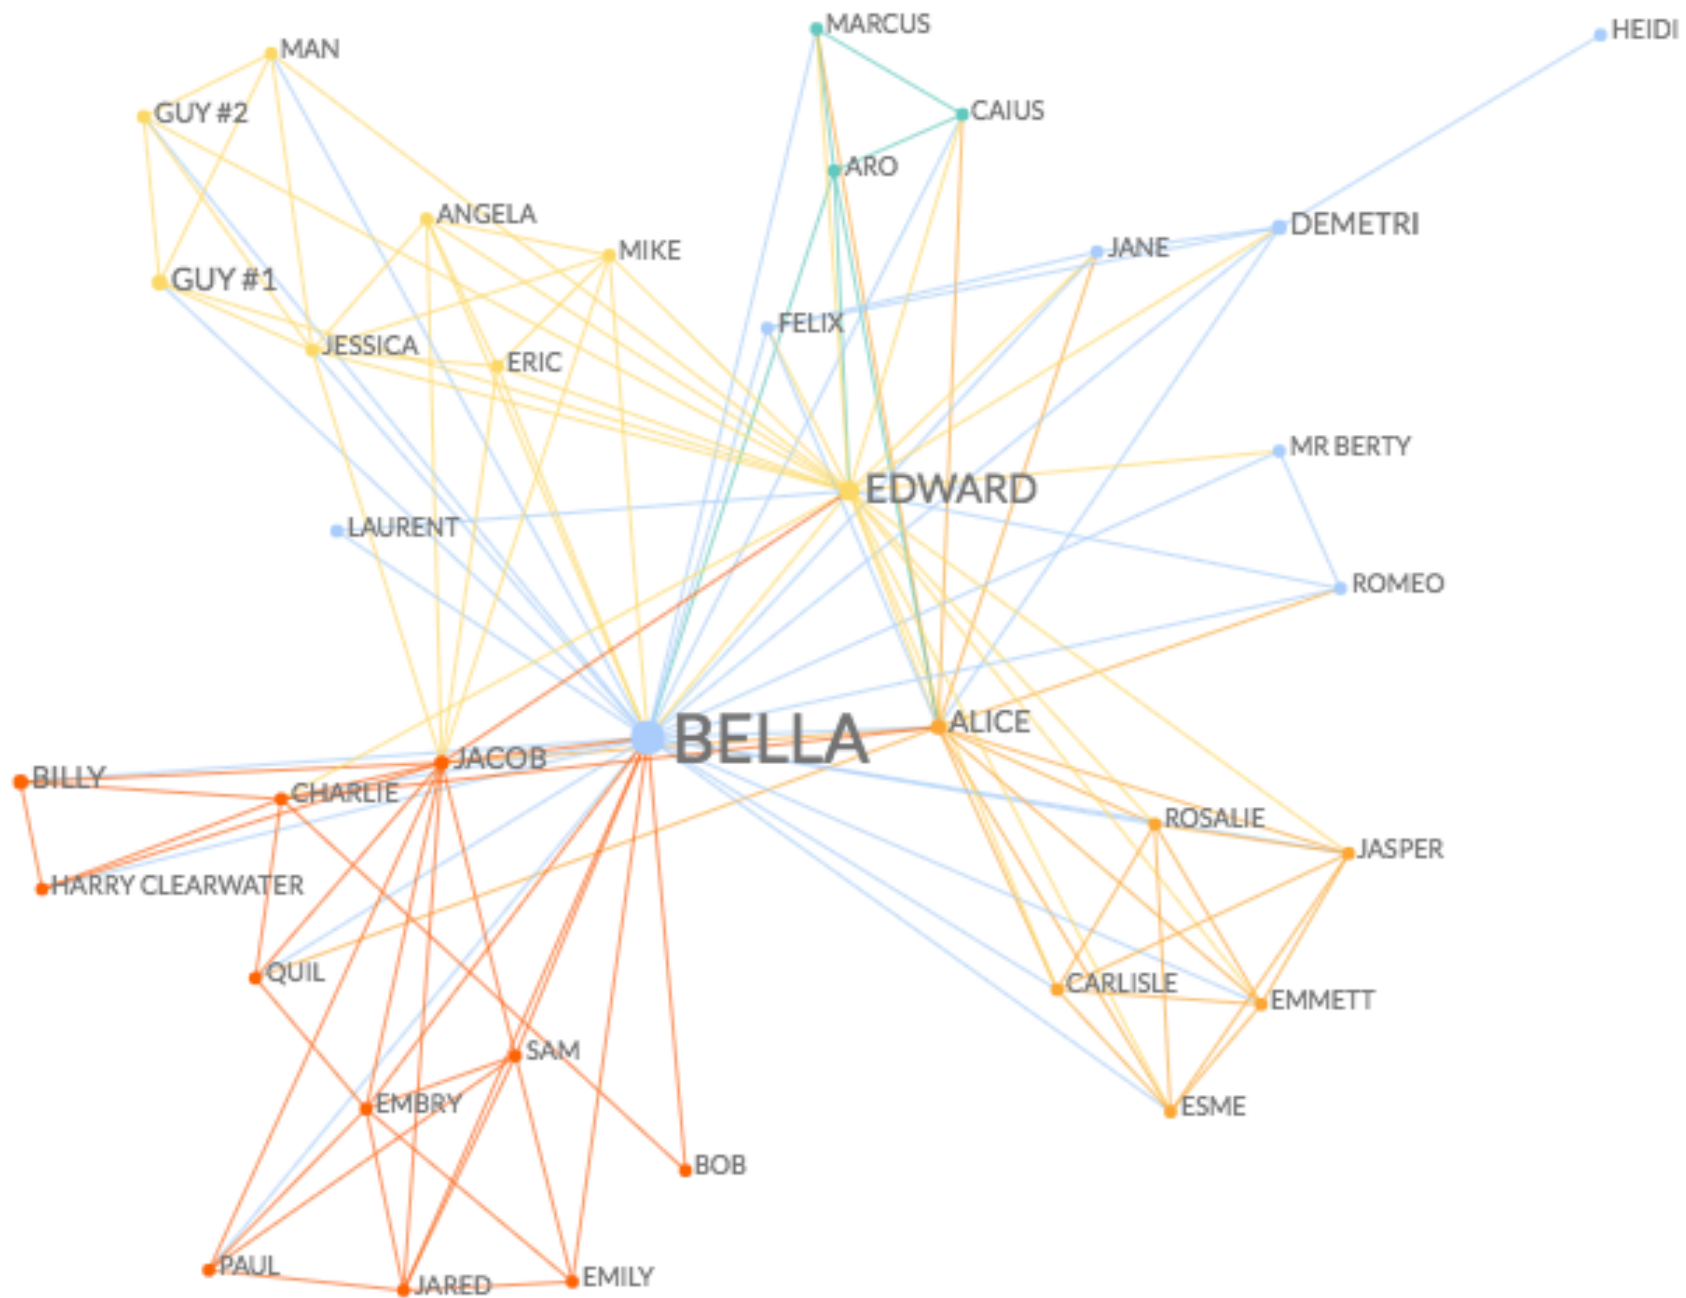 MARCUS
HEIDI
MAN
GUY #2
CAIUS
ARO
ANGELA
DEMETRI
MIKE
JANE
GUY #1
FELIX
JESSICA
ERIC
MR BERTY
EDWARD
LAURENT
ROMEO
ALICE
BELLA
JACOB
BILLY
CHARLIE
ROSALIE
JASPER
HARRY CLEARWATER
QUIL
CARLISLE
EMMETT
SAM
EMBRY
ESME
BOB
PAUL
JARED
EMILY